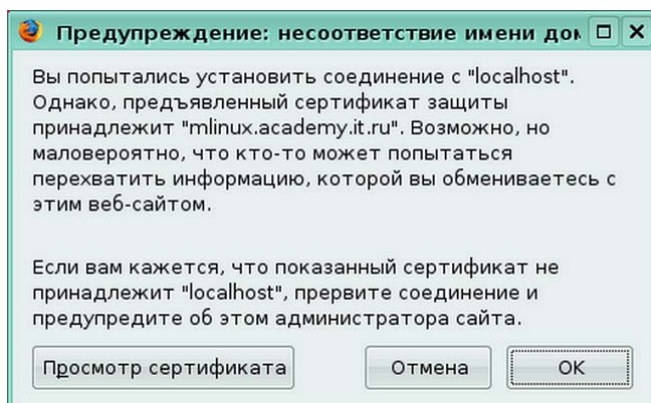 Предупреждение: несоответствие имени дом
Вы попытались установить соединение с "localhost".
Однако, предъявленный сертификат защиты
принадлежит "mlinux.academy.it.ru". Возможно, но
маловероятно, что кто-то может попытаться
перехватить информацию, которой вы обмениваетесь с
этим веб-сайтом.
Если вам кажется, что показанный сертификат не
принадлежит "localhost", прервите соединение и
предупредите об этом администратора сайта.
Просмотр сертификата
Отмена
OK